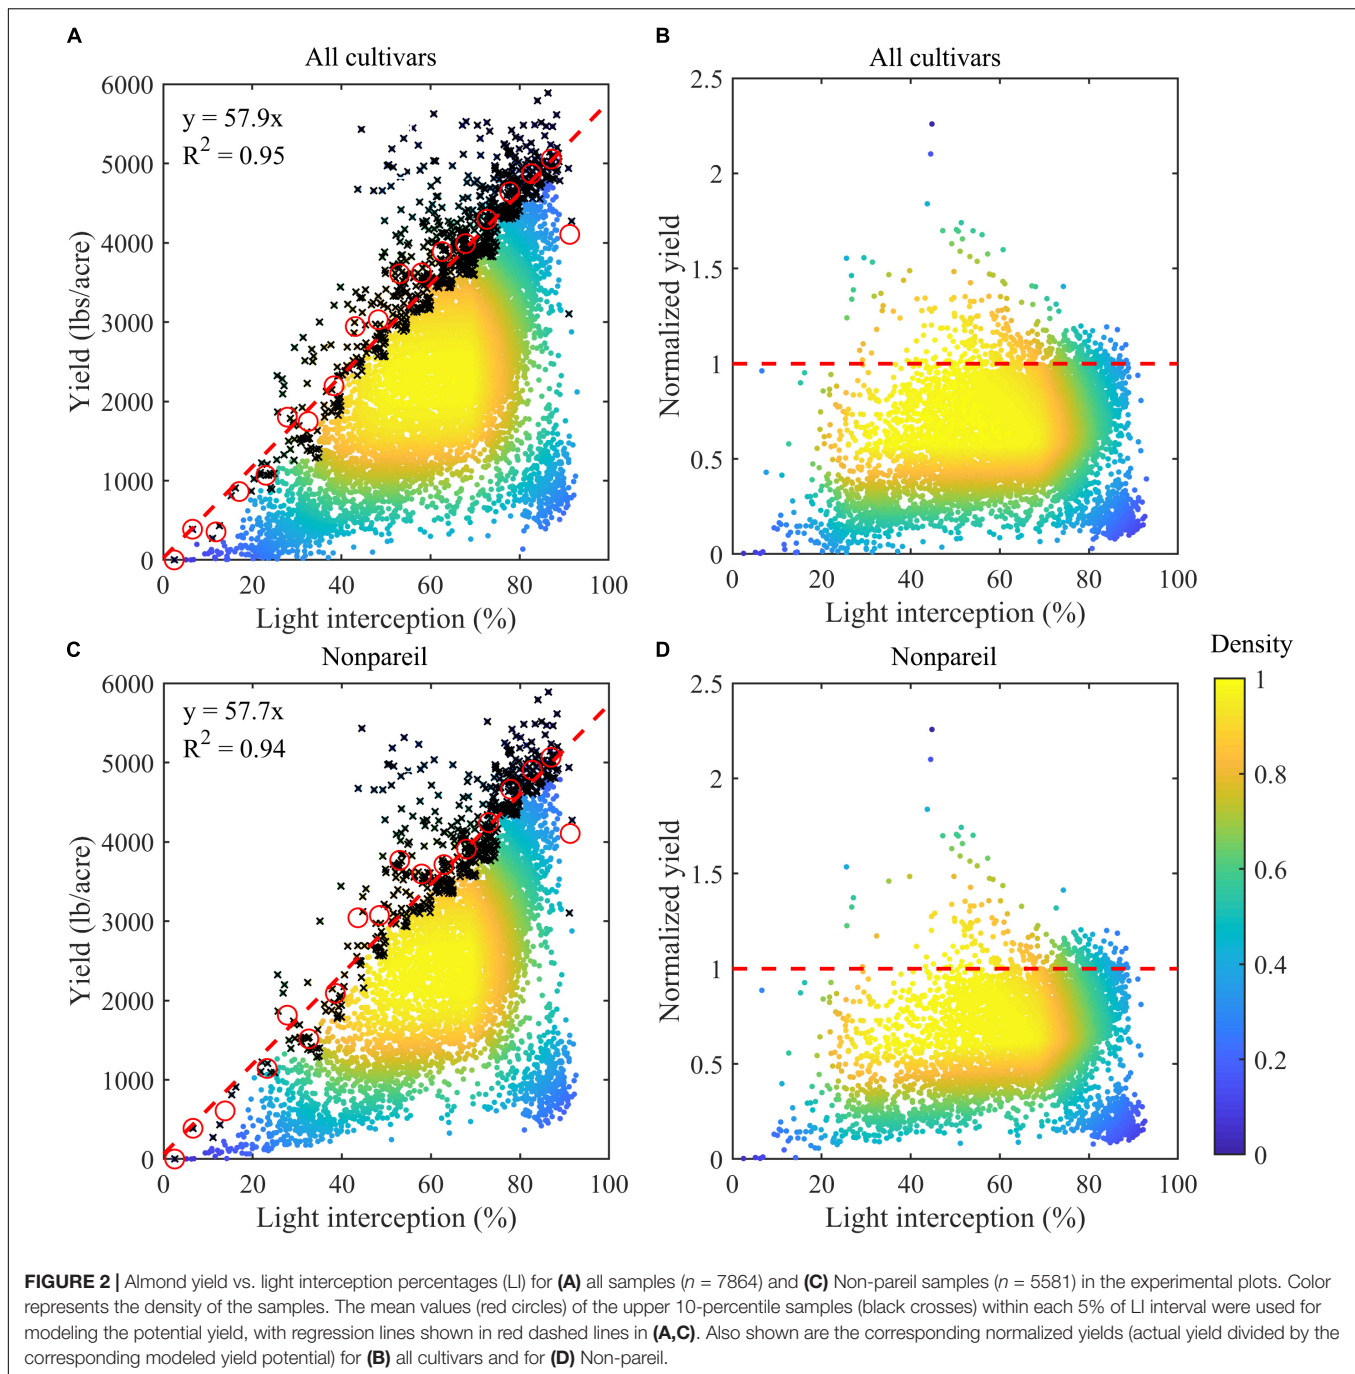 A
All cultivars
y = 57.9x
R² = 0.95
Yield (lbs/acre)
6000
5000
4000
3000
2000
1000
0
0 20 40 60 80 100
Light interception (%)
B
All cultivars
Normalized yield
2.5
2
1.5
1
0.5
0
0 20 40 60 80 100
Light interception (%)
C
Nonpareil
y = 57.7x
R² = 0.94
Yield (lb/acre)
6000
5000
4000
3000
2000
1000
0
0 20 40 60 80 100
Light interception (%)
D
Nonpareil
Normalized yield
2.5
2
1.5
1
0.5
0
0 20 40 60 80 100
Light interception (%)
Density
1
0.8
0.6
0.4
0.2
0
FIGURE 2 | Almond yield vs. light interception percentages (LI) for (A) all samples (n = 7864) and (C) Non-pareil samples (n = 5581) in the experimental plots. Color
represents the density of the samples. The mean values (red circles) of the upper 10-percentile samples (black crosses) within each 5% of LI interval were used for
modeling the potential yield, with regression lines shown in red dashed lines in (A,C). Also shown are the corresponding normalized yields (actual yield divided by the
corresponding modeled yield potential) for (B) all cultivars and for (D) Non-pareil.